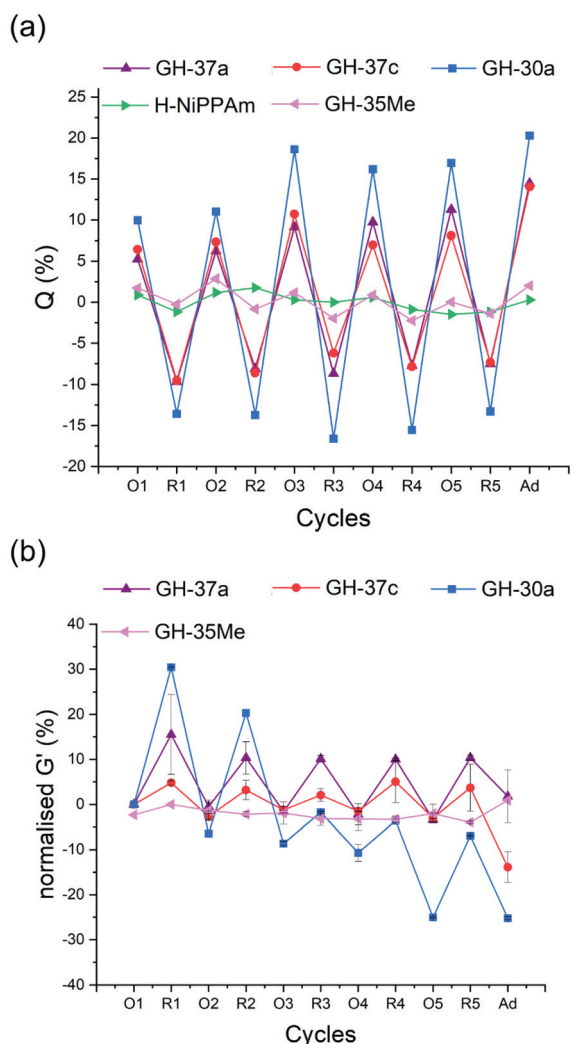 (a)
GH-37a GH-37c GH-30a
H-NiPPAm GH-35Me
25
20
15
10
5
0
-5
-10
-15
-20
Q (%)
O1 R1 O2 R2 O3 R3 O4 R4 O5 R5 Ad
Cycles
(b)
GH-37a GH-37c GH-30a
GH-35Me
40
30
20
10
0
-10
-20
-30
-40
normalised G' (%)
O1 R1 O2 R2 O3 R3 O4 R4 O5 R5 Ad
Cycles